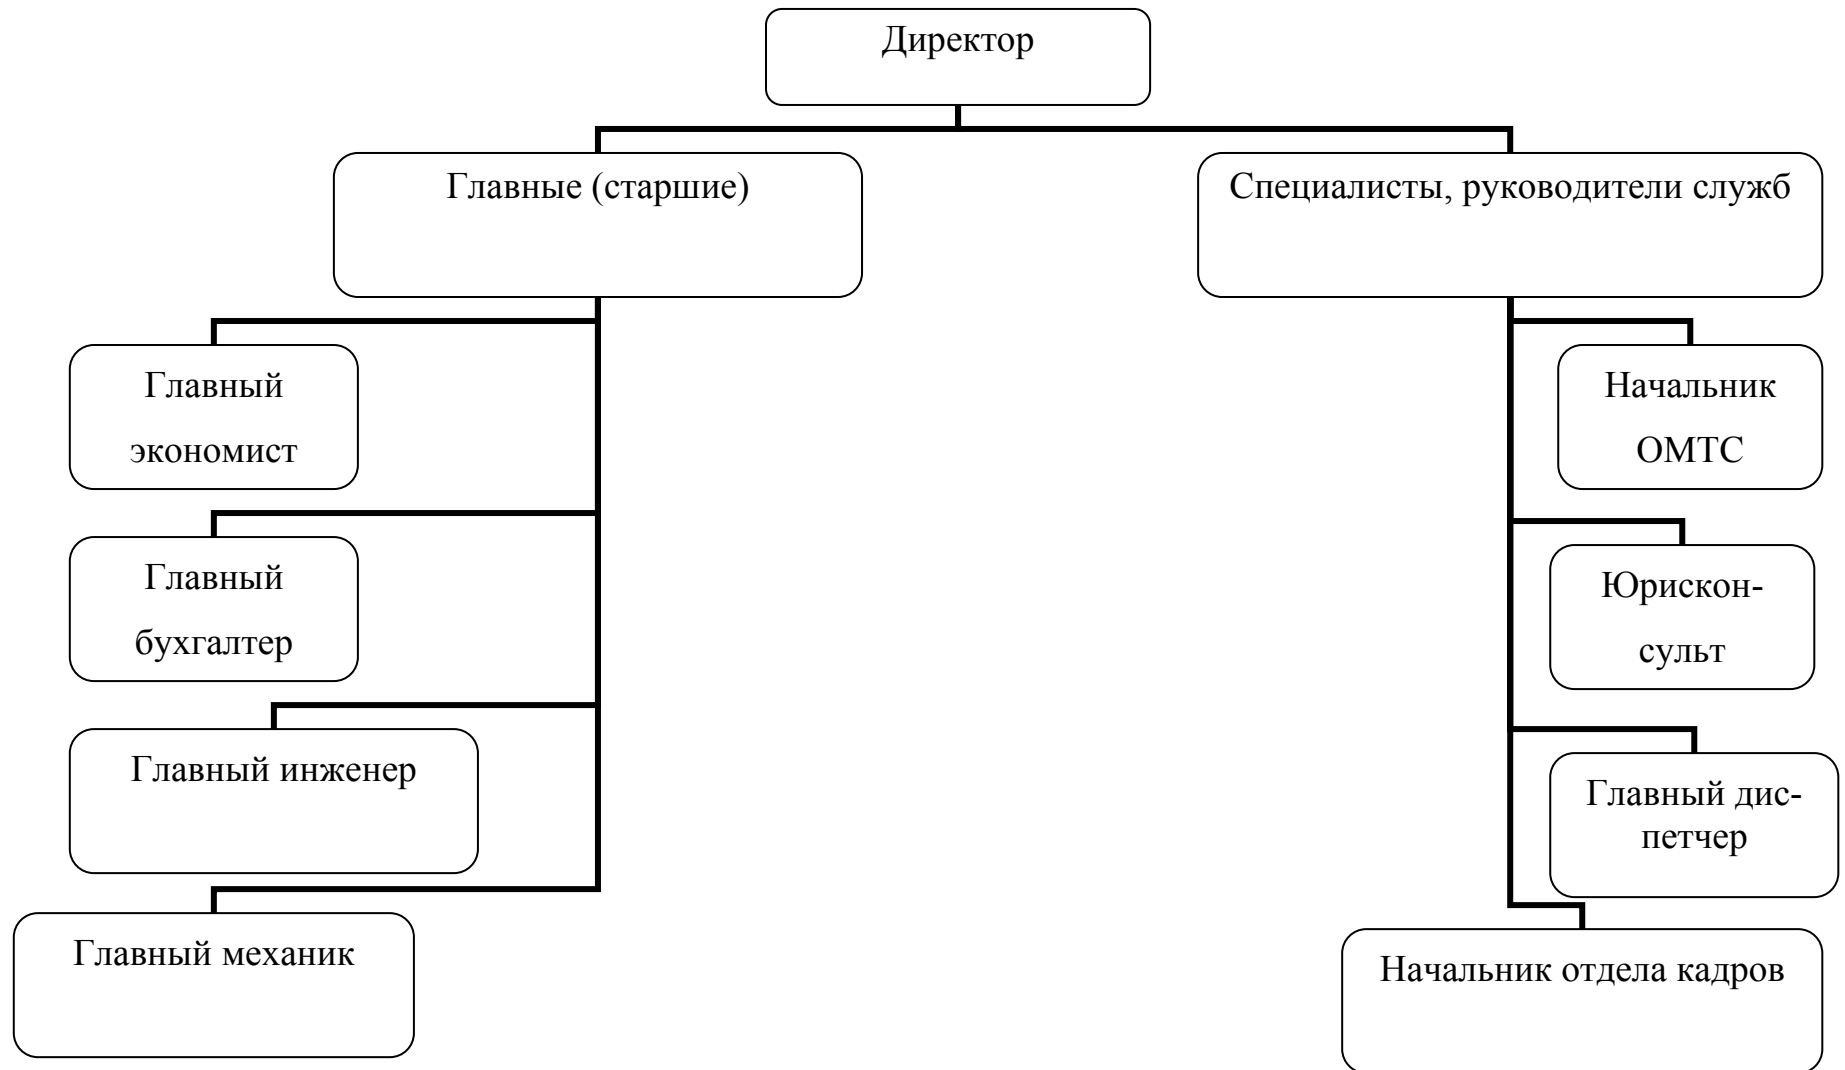 Директор
Главные (старшие)
Специалисты, руководители служб
Главный
экономист
Начальник
ОМТС
Главный
бухгалтер
Юрискон-
сульт
Главный инженер
Главный дис-
петчер
Главный механик
Начальник отдела кадров